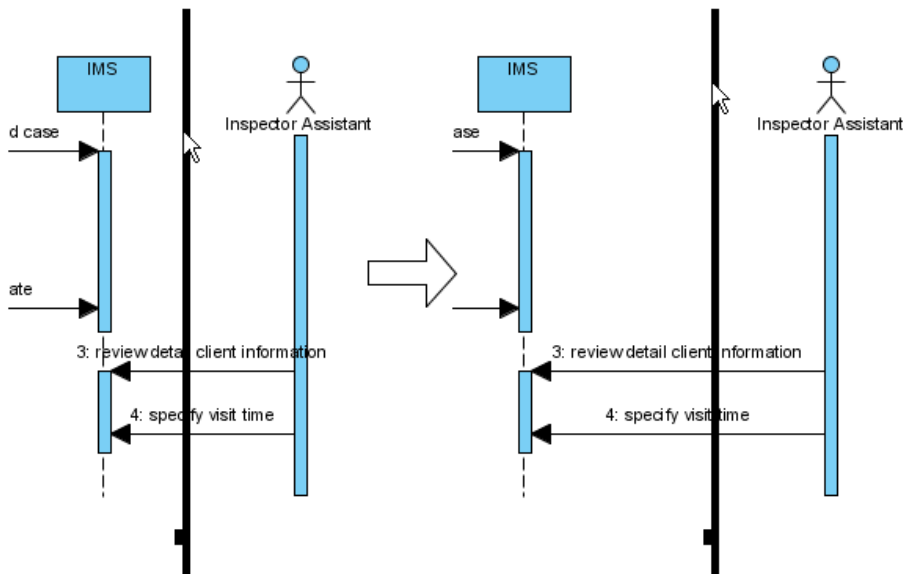 IMS
Inspector Assistant
d case
ate
3: review detail client information
4: specify visit time
IMS
Inspector Assistant
ase
3: review detail client information
4: specify visit time